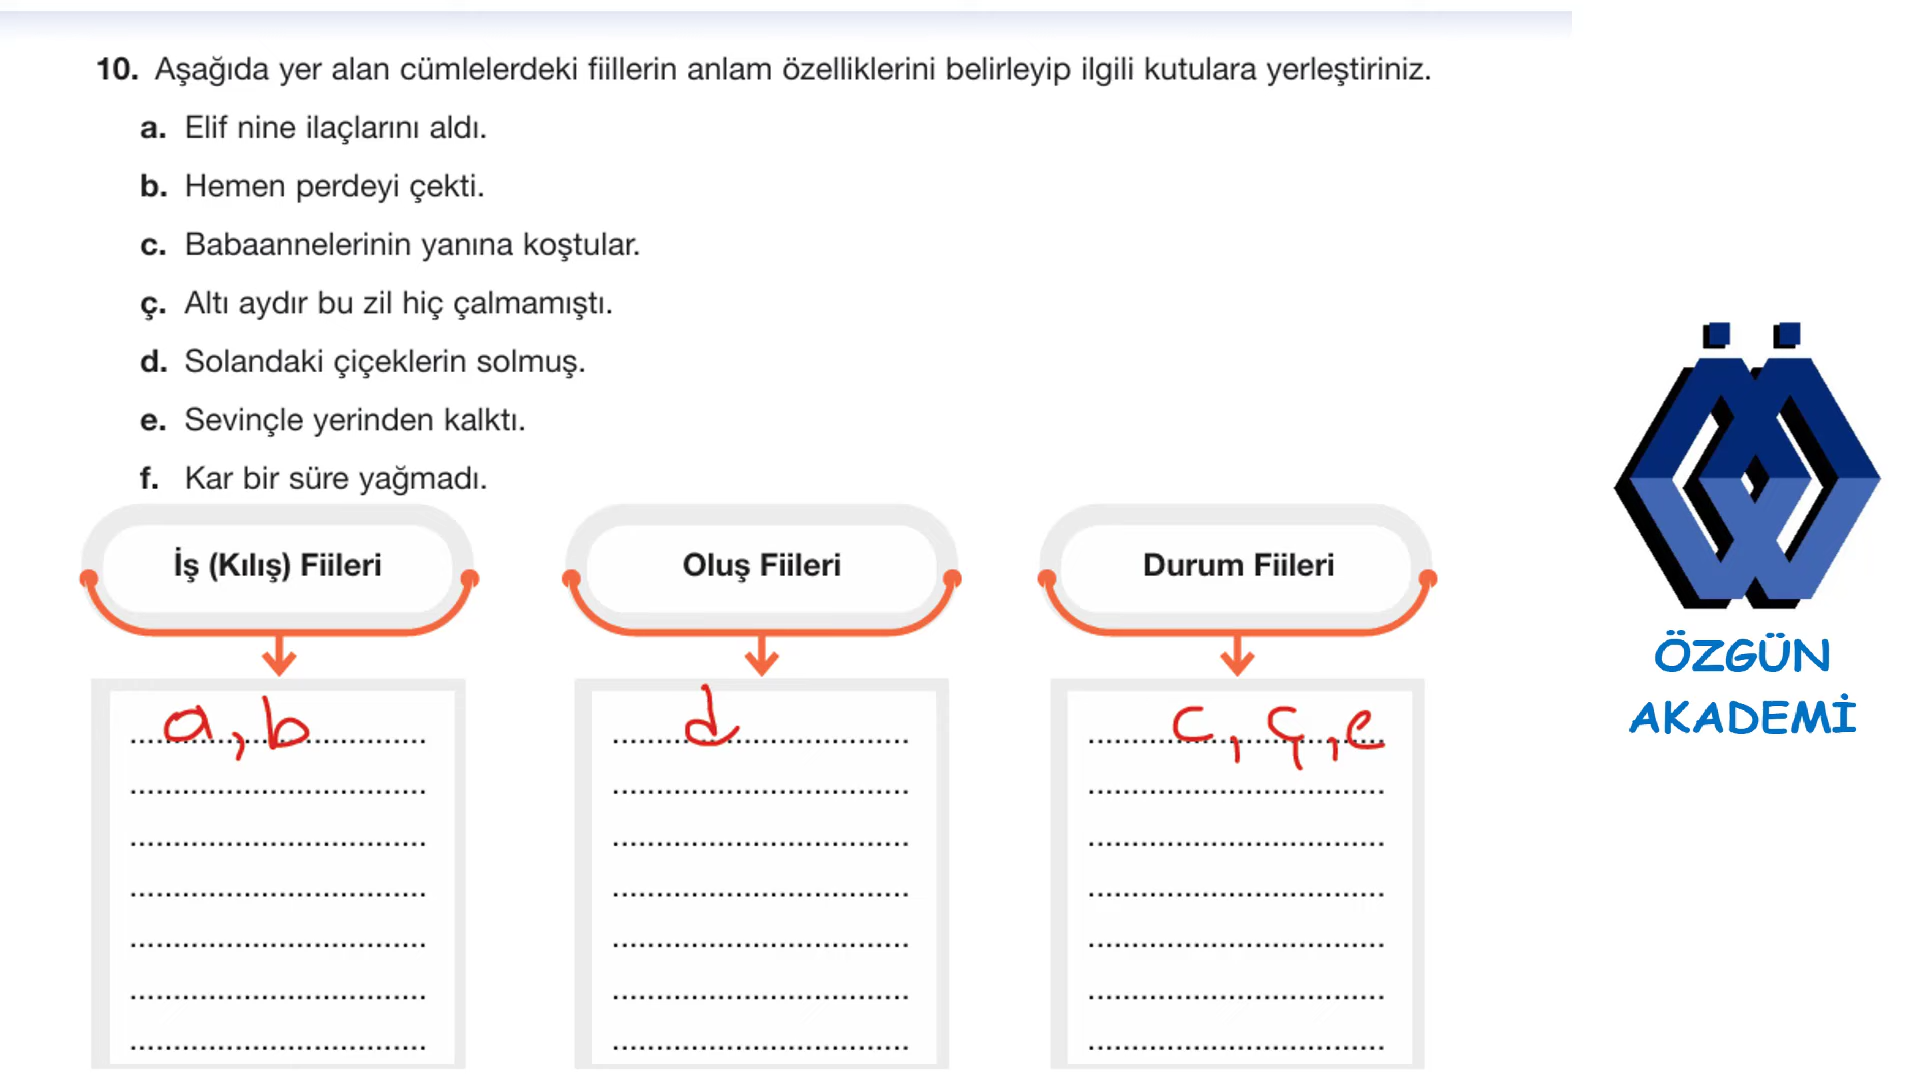 10. Aşağıda yer alan cümlelerdeki fiillerin anlam özelliklerini belirleyip ilgili kutulara yerleştiriniz.
a. Elif nine ilaçlarını aldı.
b. Hemen perdeyi çekti.
c. Babaannelerinin yanına koştular.
ç. Altı aydır bu zil hiç çalmamıştı.
d. Solandaki çiçeklerin solmuş.
e. Sevinçle yerinden kalktı.
f. Kar bir süre yağmadı.
İş (Kılış) Fiileri
a, b
Oluş Fiileri
d
Durum Fiileri
c, ç, e
ÖZGÜN
AKADEMİ